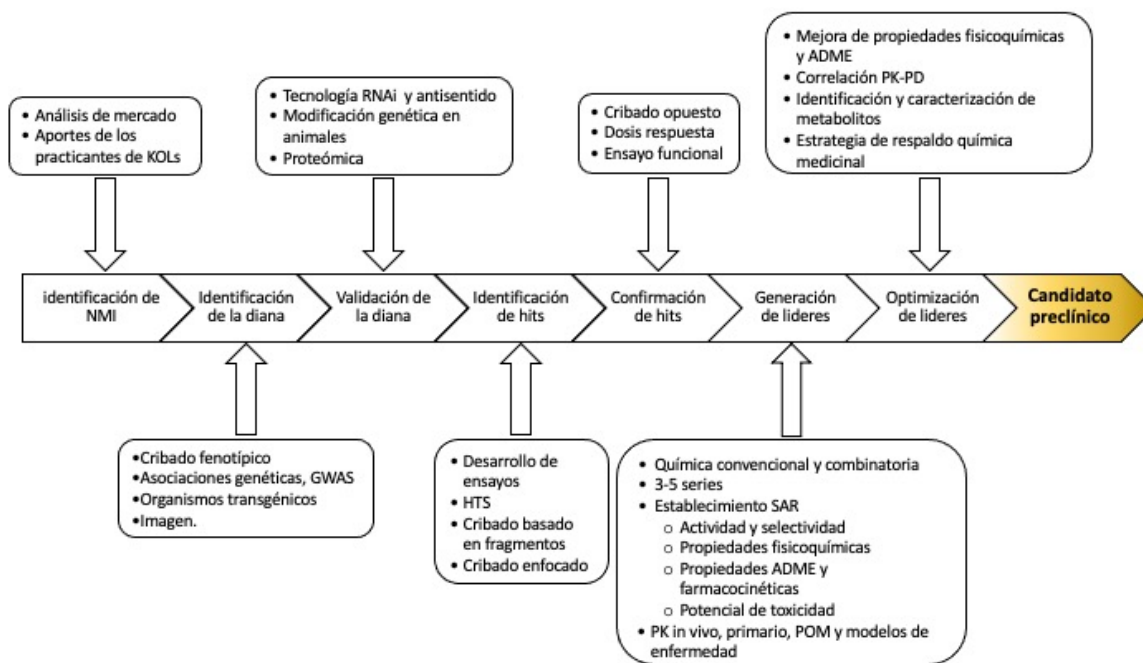 • Análisis de mercado
• Aportes de los
practicantes de KOLs
• Tecnología RNAi y antisentido
• Modificación genética en
animales
• Proteómica
• Cribado opuesto
• Dosis respuesta
• Ensayo funcional
• Mejora de propiedades fisicoquímicas
y ADME
• Correlación PK-PD
• Identificación y caracterización de
metabolitos
• Estrategia de respaldo química
medicinal
identificación de
NMI
Identificación
de la diana
Validación de
la diana
Identificación
de hits
Confirmación
de hits
Generación
de lideres
Optimización
de lideres
Candidato
preclínico
•Cribado fenotípico
•Asociaciones genéticas, GWAS
•Organismos transgénicos
•Imagen.
• Desarrollo de
ensayos
• HTS
• Cribado basado
en fragmentos
• Cribado enfocado
• Química convencional y combinatoria
• 3-5 series
• Establecimiento SAR
o Actividad y selectividad
o Propiedades fisicoquímicas
o Propiedades ADME y
farmacocinéticas
o Potencial de toxicidad
• PK in vivo, primario, POM y modelos de
enfermedad